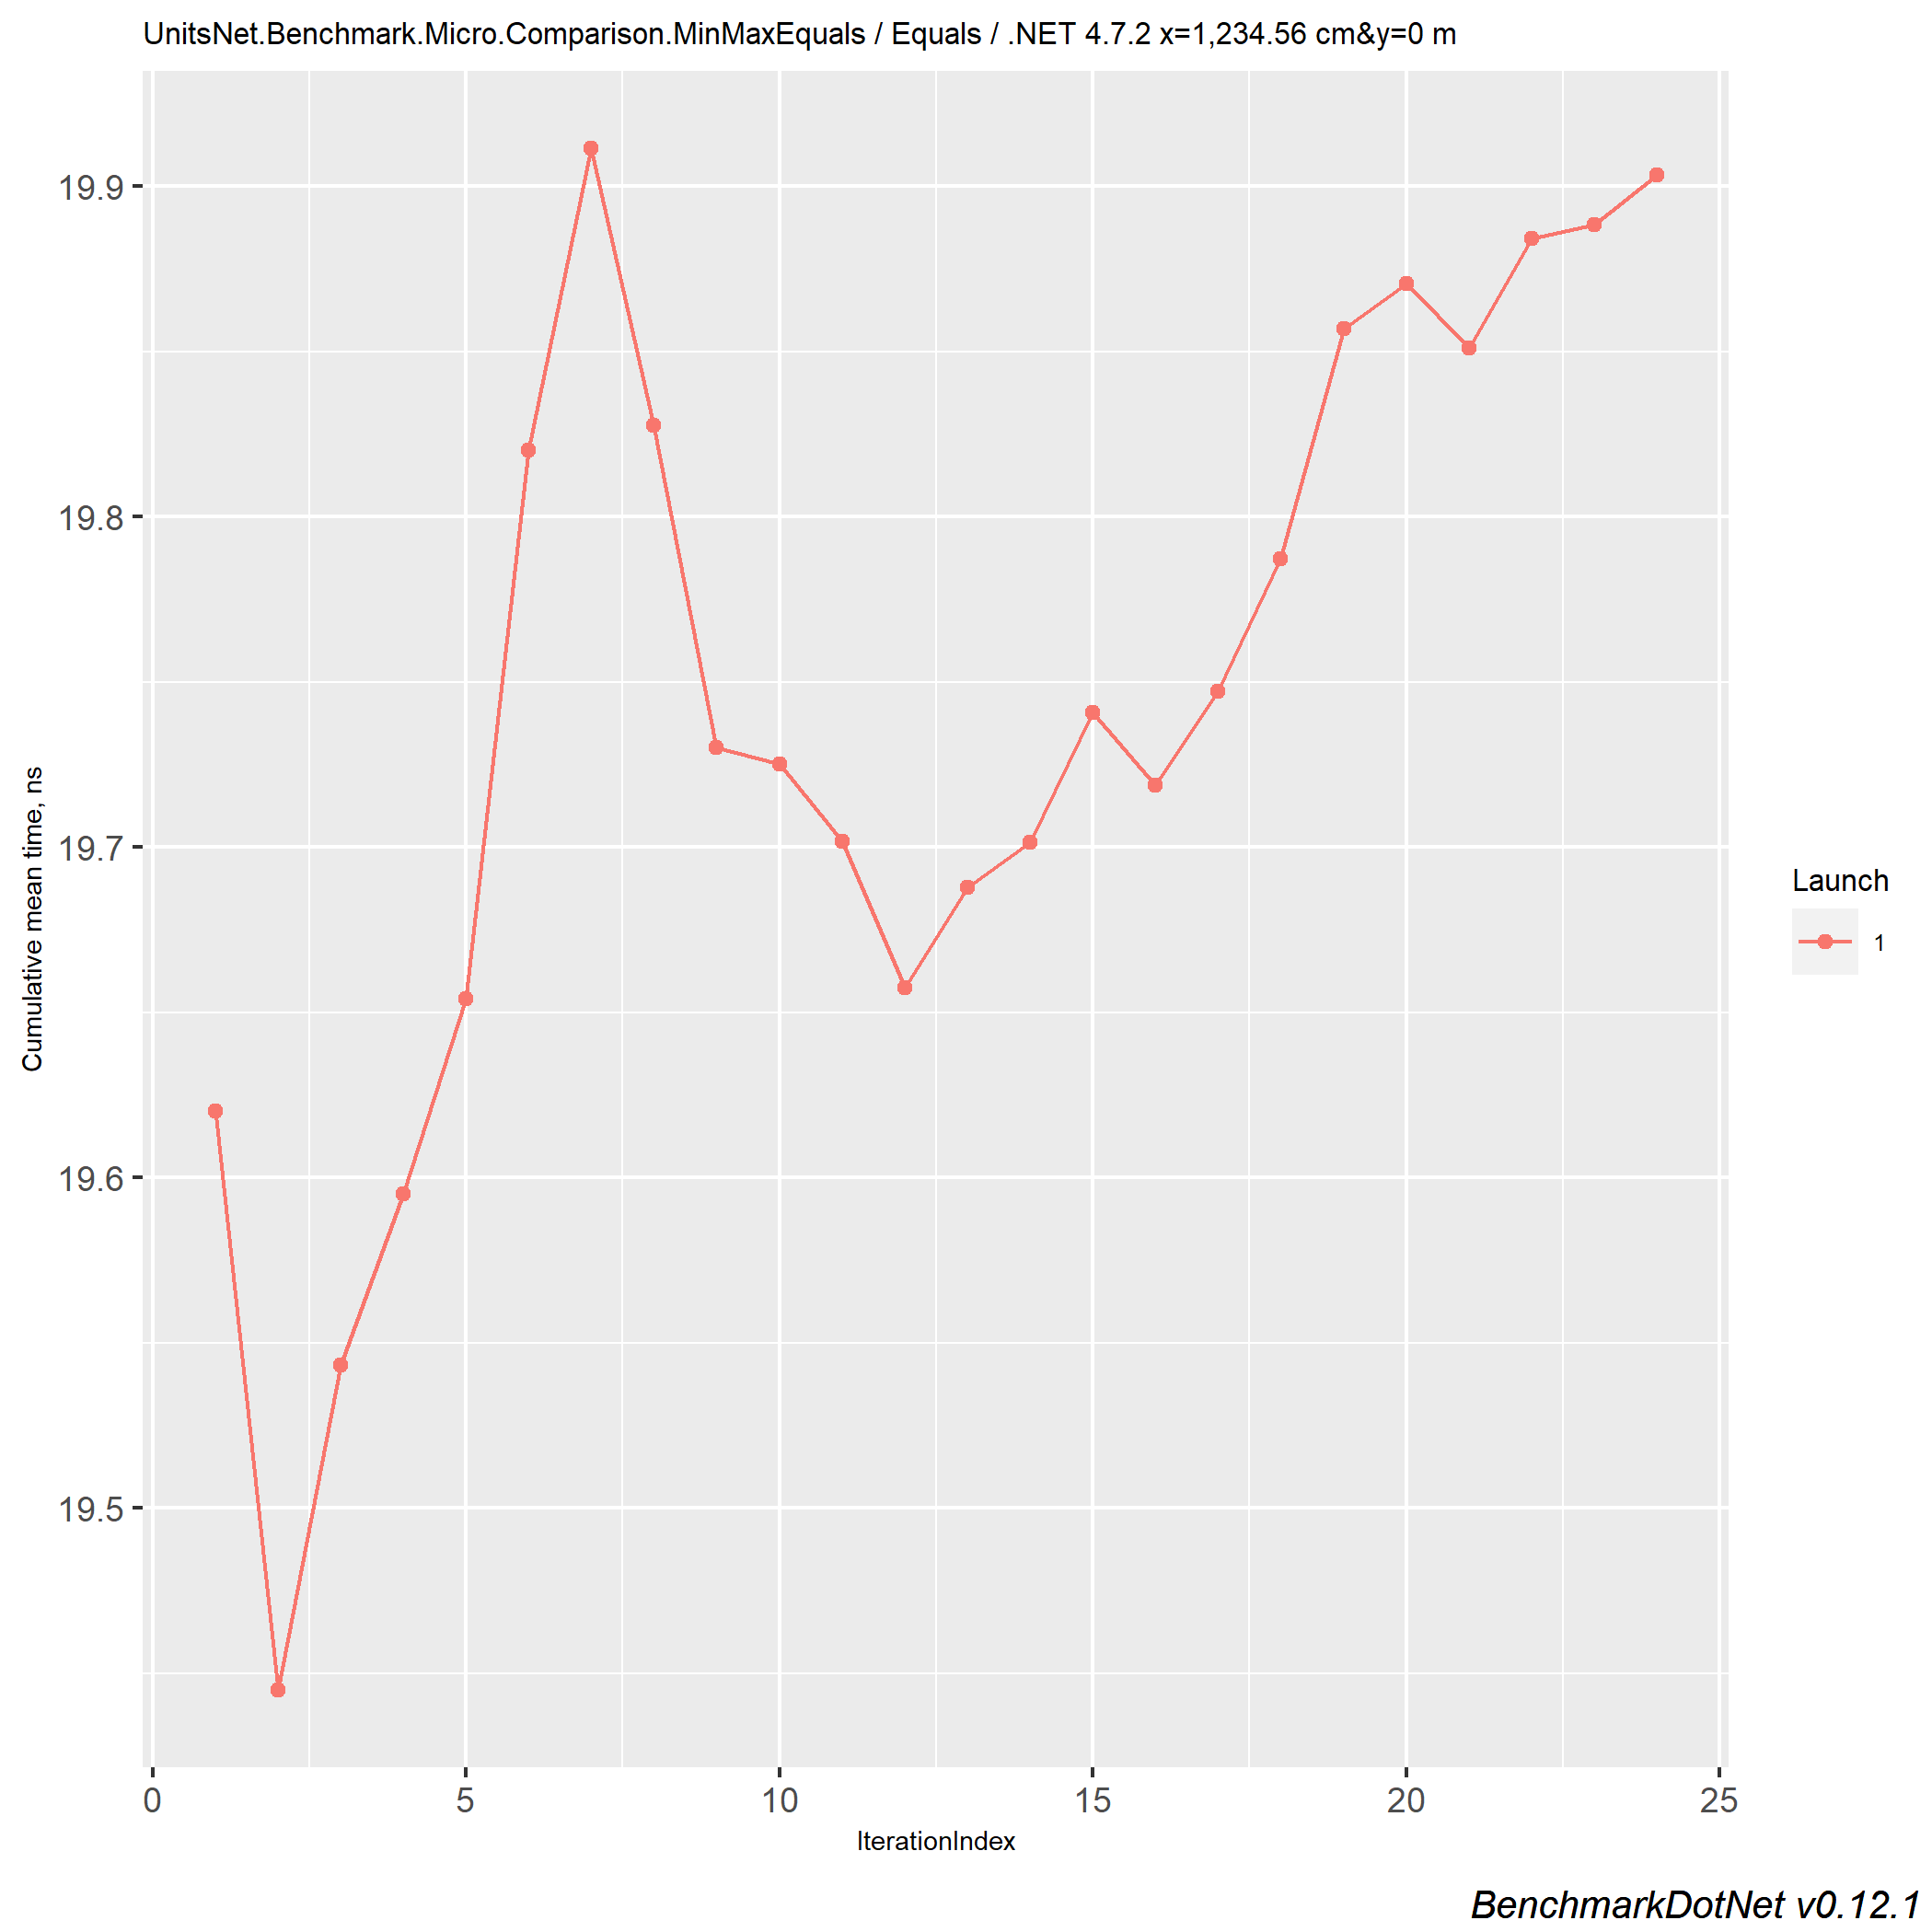 UnitsNet.Benchmark.Micro.Comparison.MinMaxEquals / Equals / .NET 4.7.2 x=1,234.56 cm&y=0 m
Cumulative mean time, ns
19.9
19.8
19.7
19.6
19.5
0 5 10 15 20 25
IterationIndex
Launch
1
BenchmarkDotNet v0.12.1